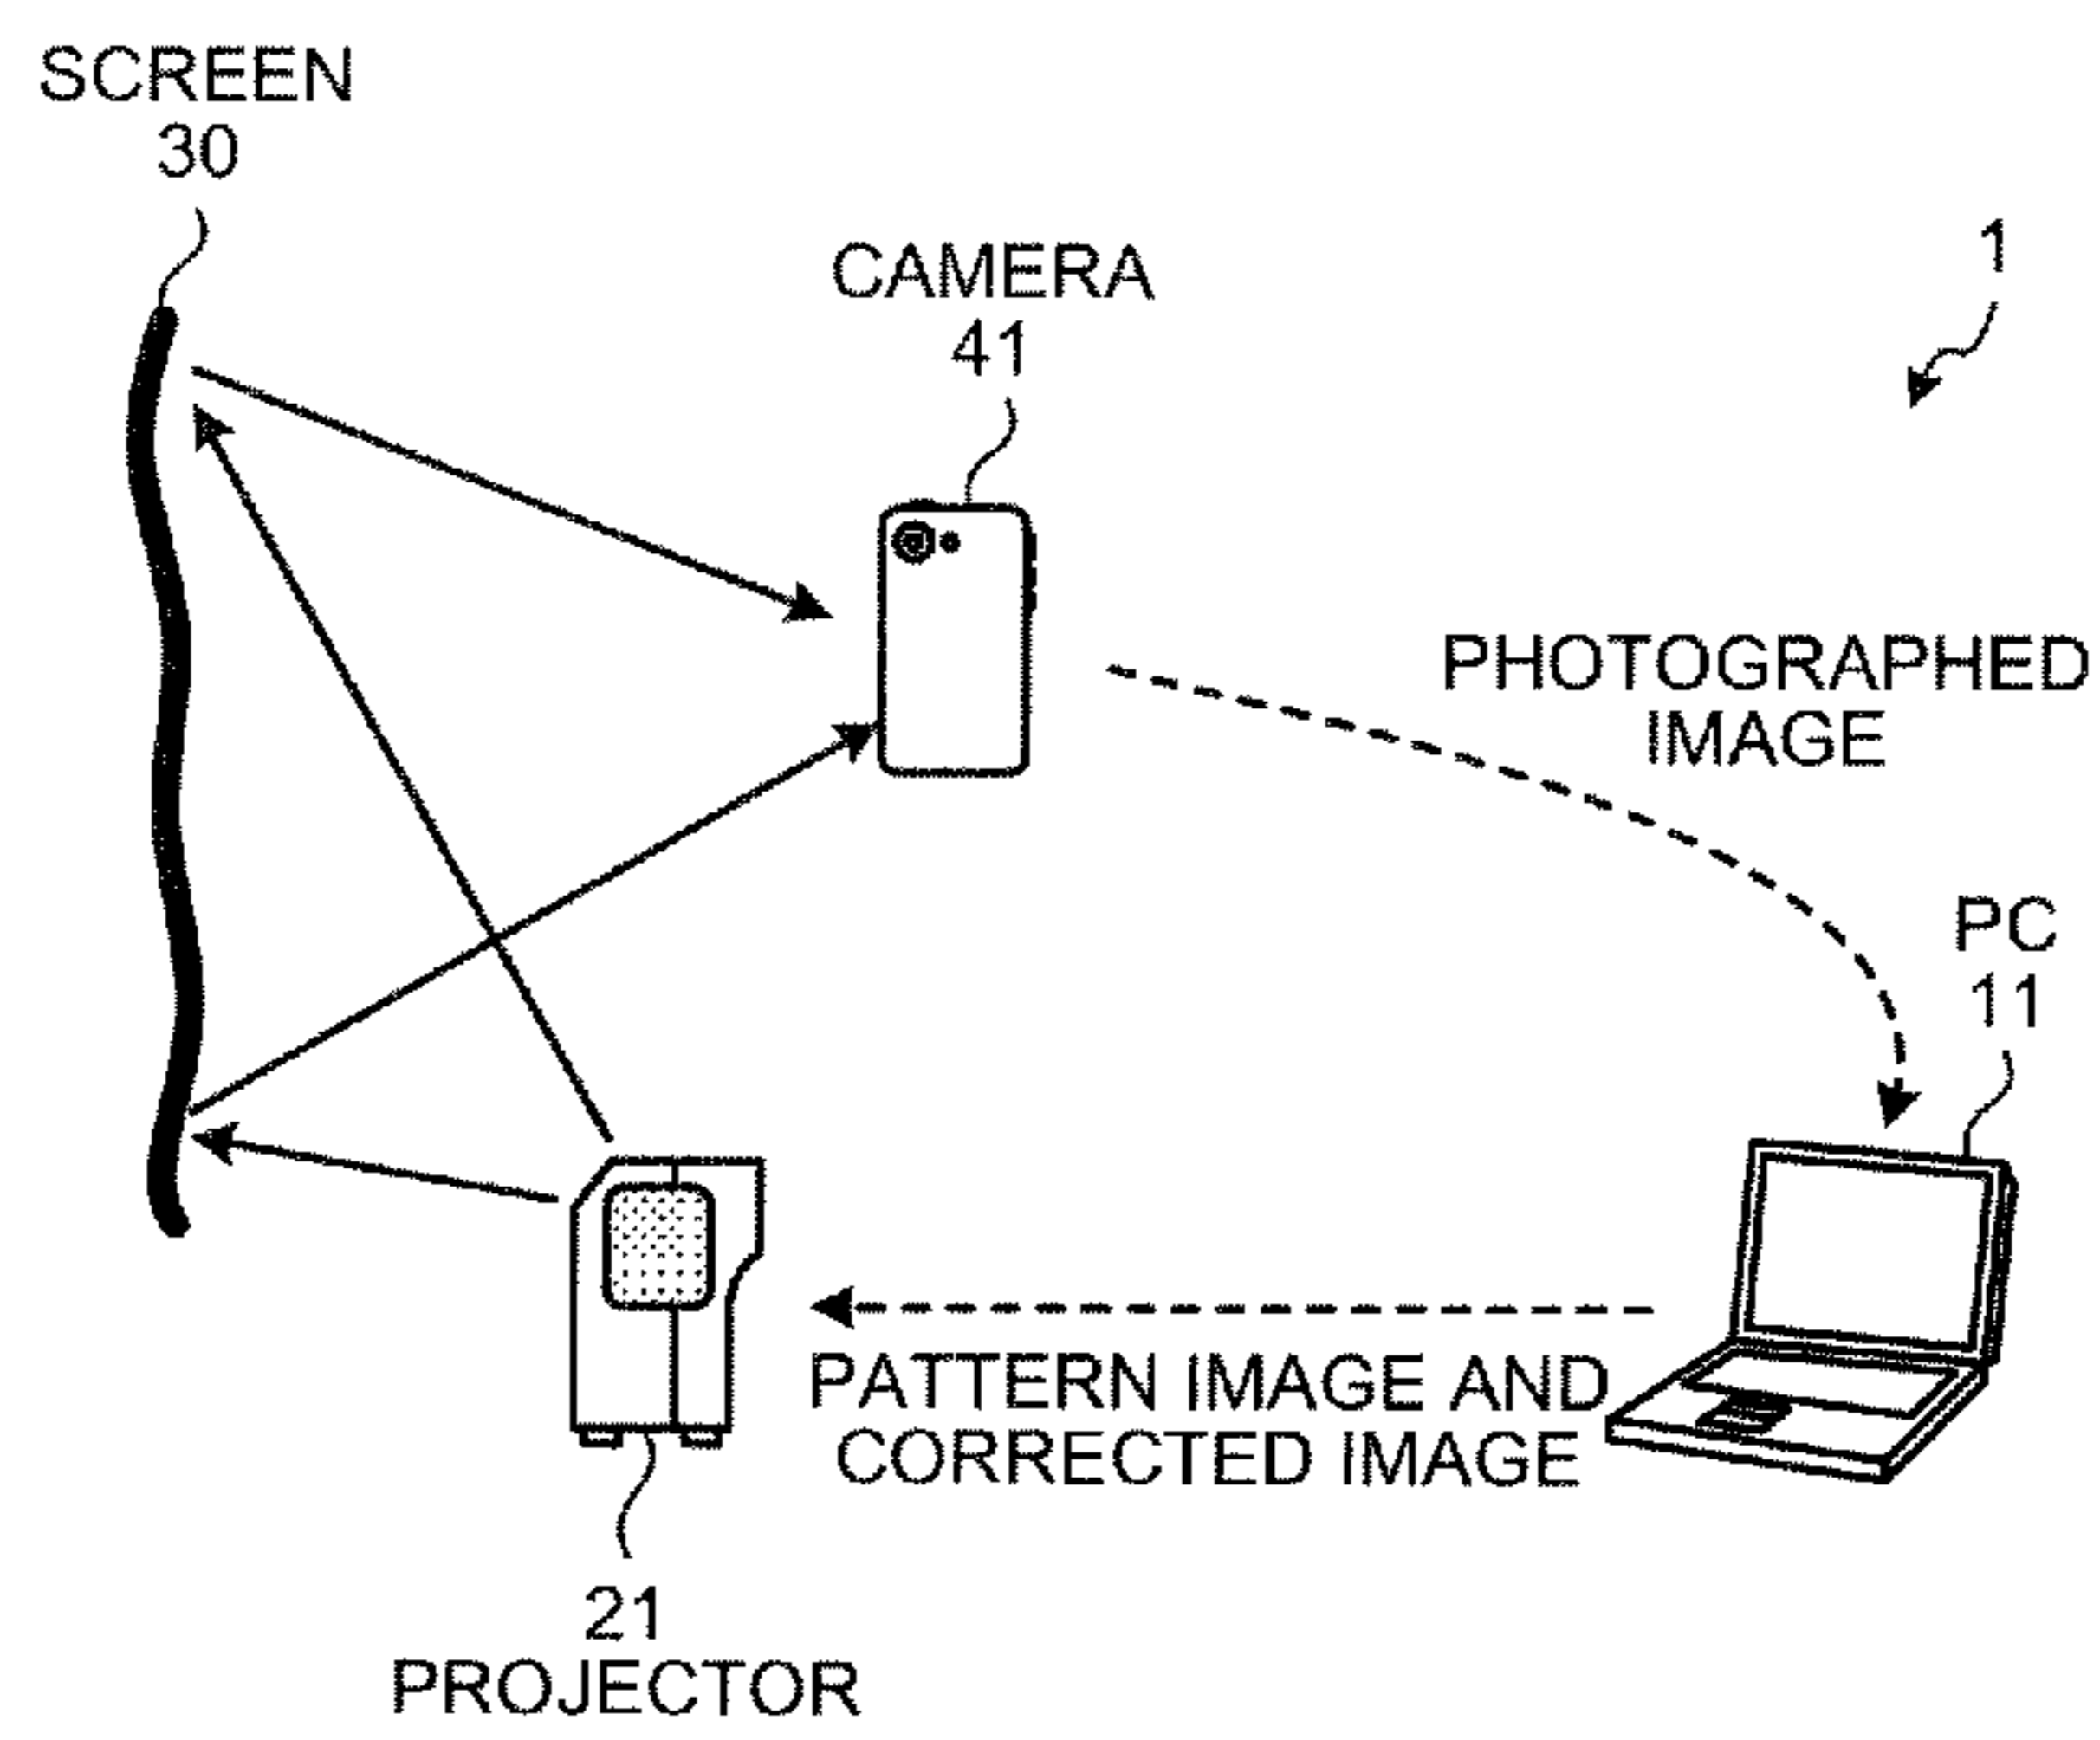 SCREEN
30
CAMERA
41
1
PHOTOGRAPHED
IMAGE
PC
11
PATTERN IMAGE AND
CORRECTED IMAGE
21
PROJECTOR